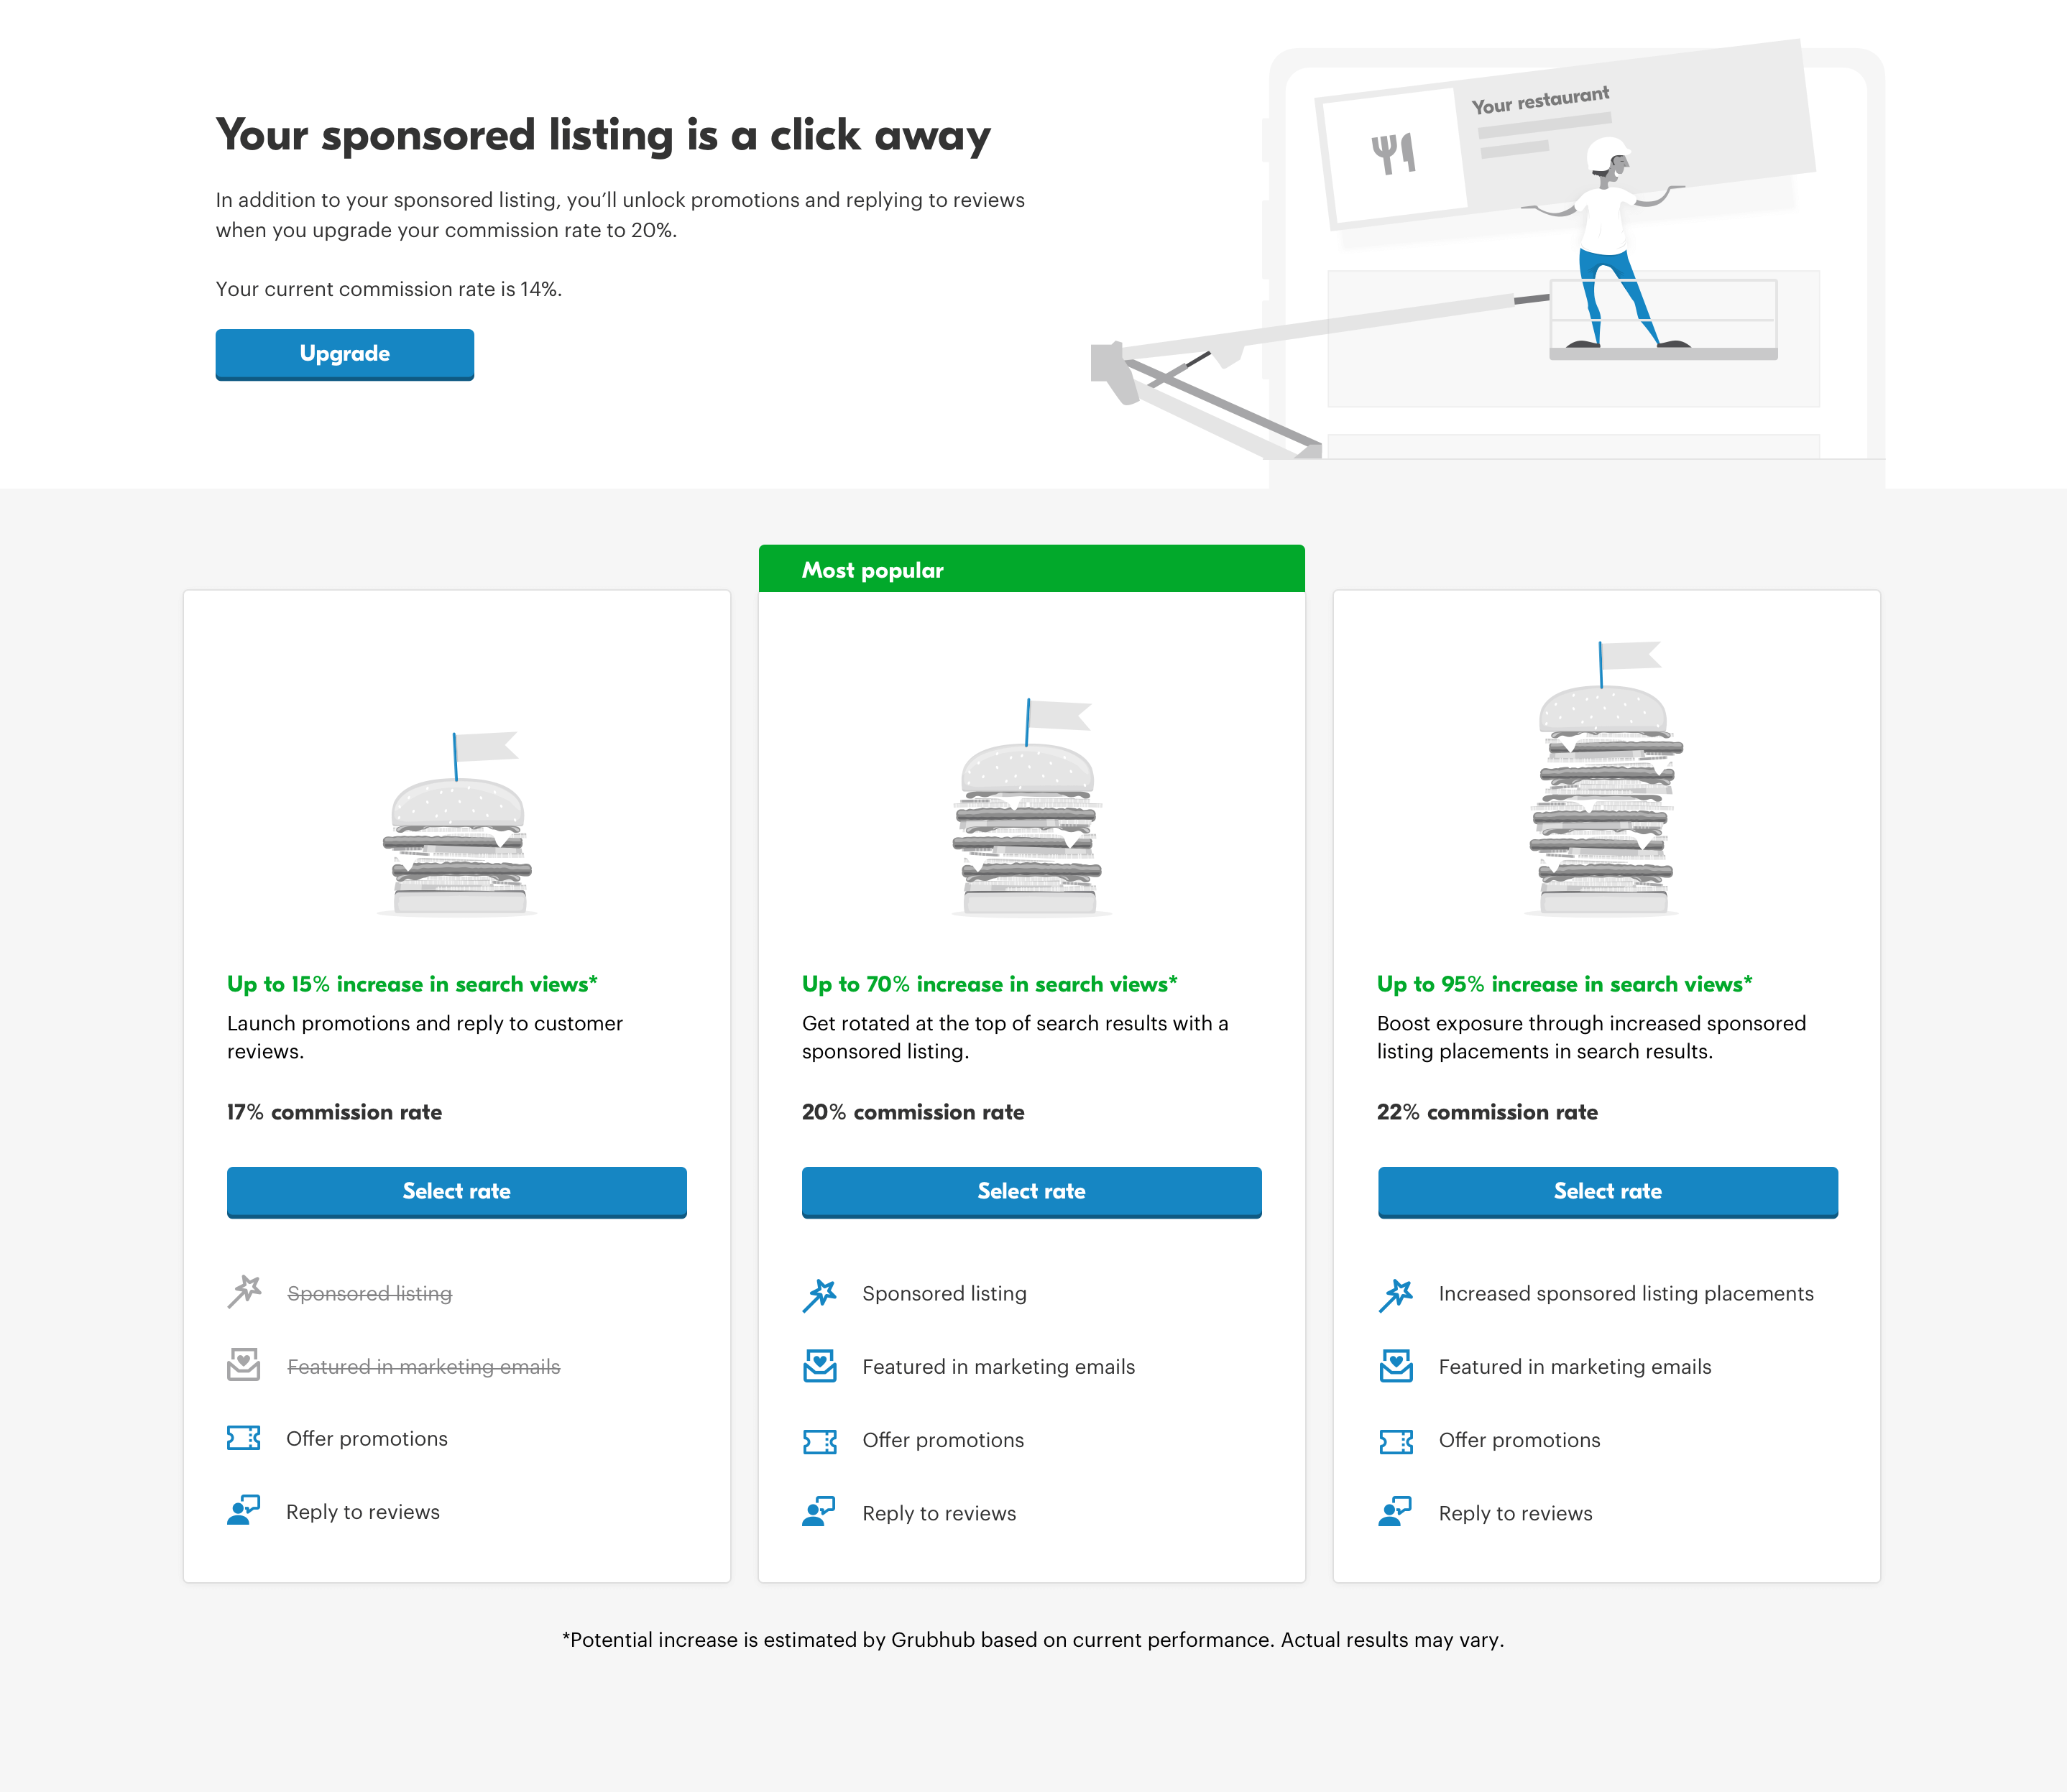 Your sponsored listing is a click away
In addition to your sponsored listing, you’ll unlock promotions and replying to reviews
when you upgrade your commission rate to 20%.
Your current commission rate is 14%.
Upgrade
Your restaurant
Most popular
Up to 15% increase in search views*
Launch promotions and reply to customer
reviews.
17% commission rate
Select rate
Sponsored listing
Featured in marketing emails
Offer promotions
Reply to reviews
Up to 70% increase in search views*
Get rotated at the top of search results with a
sponsored listing.
20% commission rate
Select rate
Sponsored listing
Featured in marketing emails
Offer promotions
Reply to reviews
Up to 95% increase in search views*
Boost exposure through increased sponsored
listing placements in search results.
22% commission rate
Select rate
Increased sponsored listing placements
Featured in marketing emails
Offer promotions
Reply to reviews
*Potential increase is estimated by Grubhub based on current performance. Actual results may vary.